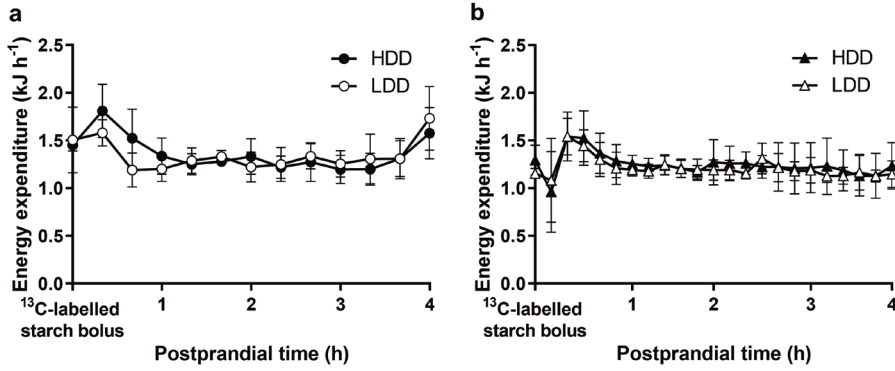 a
Energy expenditure (kJ h⁻¹)
2.5
2.0
1.5
1.0
0.5
0.0
HDD
LDD
¹³C-labelled
starch bolus
1
2
3
4
Postprandial time (h)
b
Energy expenditure (kJ h⁻¹)
2.5
2.0
1.5
1.0
0.5
0.0
HDD
LDD
¹³C-labelled
starch bolus
1
2
3
4
Postprandial time (h)